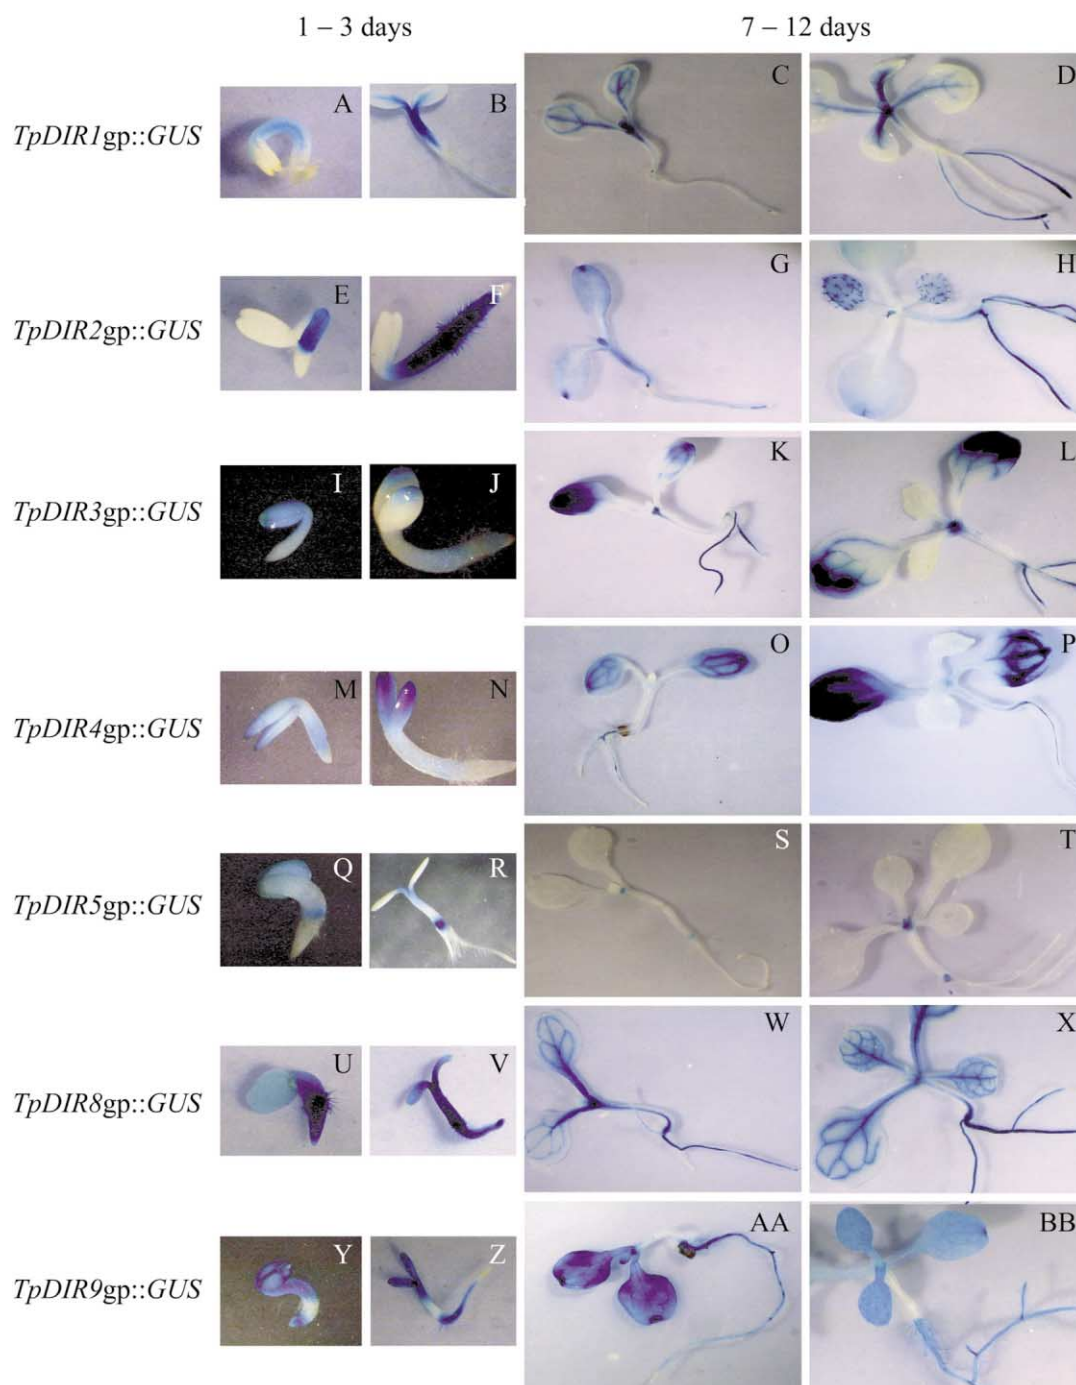 1 – 3 days 7 – 12 days
TpDIR1gp::GUS A B C D
TpDIR2gp::GUS E F G H
TpDIR3gp::GUS I J K L
TpDIR4gp::GUS M N O P
TpDIR5gp::GUS Q R S T
TpDIR8gp::GUS U V W X
TpDIR9gp::GUS Y Z AA BB